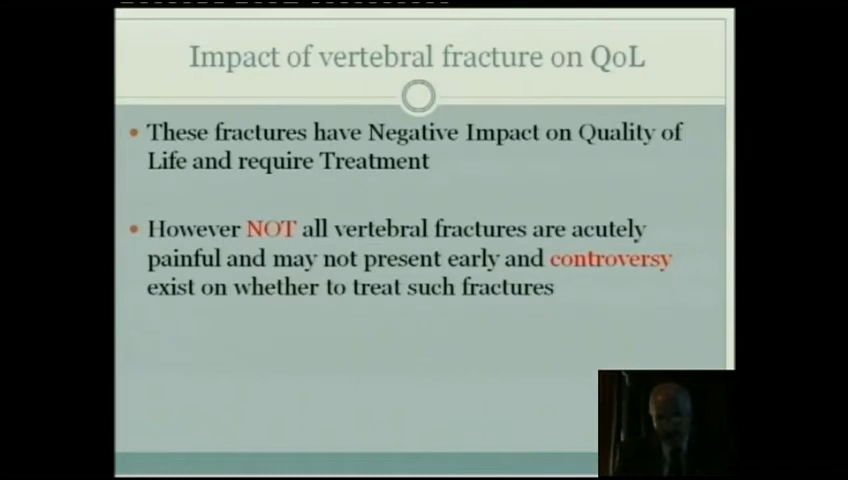 Impact of vertebral fracture on QoL
These fractures have Negative Impact on Quality of
Life and require Treatment
However NOT all vertebral fractures are acutely
painful and may not present early and controversy
exist on whether to treat such fractures